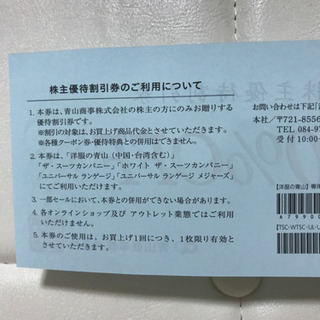 株主優待割引券のご利用について
1. 本券は、青山商事株式会社の株主の方にのみお贈りする
優待割引券です。
※割引の対象は、お買上げ商品代金とさせていただきます。
※各種クーポン券・優待特典との併用はできません。
2. 本券は、「洋服の青山(中国・台湾含む)」
「ザ・スーツカンパニー」「ホワイト ザ・スーツカンパニー」
「ユニバーサル ランゲージ」「ユニバーサル ランゲージ メジャーズ」
にてご利用いただけます。
3. 一部セールにおいて、本券との併用ができない場合があります。
4. 各オンラインショップ及び アウトレット業態ではご利用
いただけません。
5. 本券のご使用は、お買上げ1回につき、1枚限り有効と
させていただきます。
お問い合わせは下記「
本社/〒721-8556
TEL 084-9
受付 10:00-
【洋服の青山】専
67990
【TSC・WTSC・UL・U